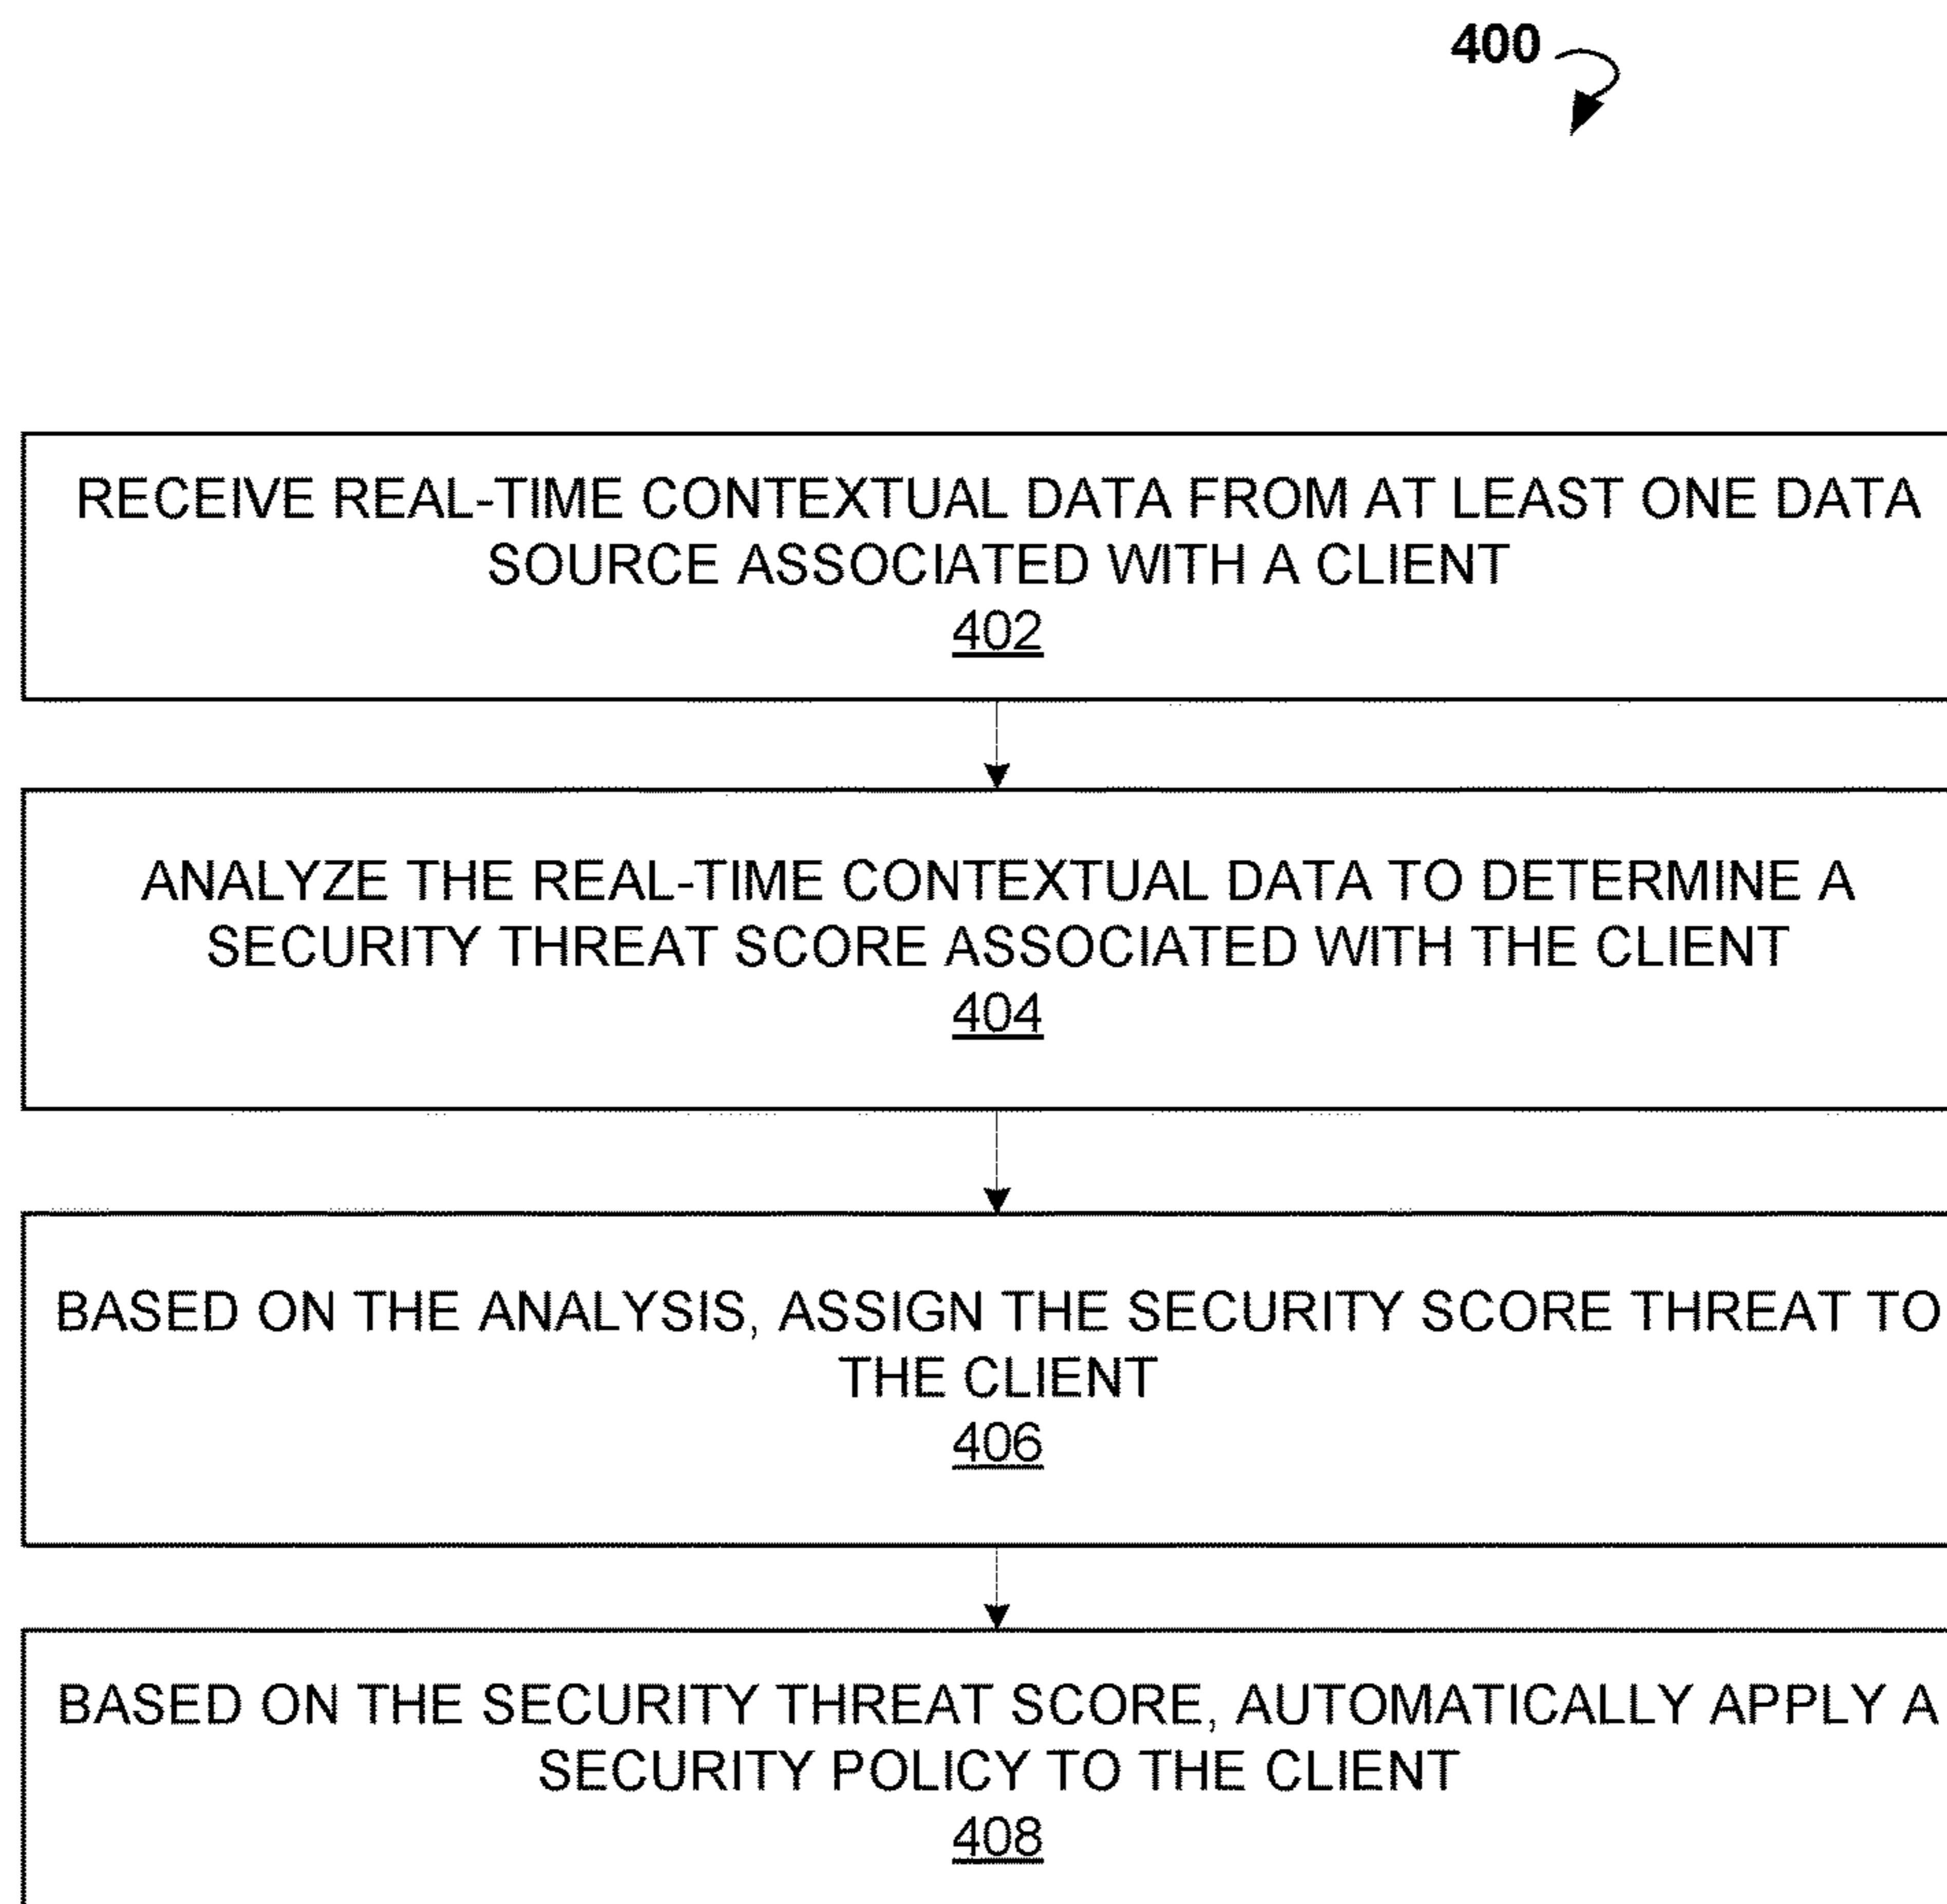 400
RECEIVE REAL-TIME CONTEXTUAL DATA FROM AT LEAST ONE DATA
SOURCE ASSOCIATED WITH A CLIENT
402
ANALYZE THE REAL-TIME CONTEXTUAL DATA TO DETERMINE A
SECURITY THREAT SCORE ASSOCIATED WITH THE CLIENT
404
BASED ON THE ANALYSIS, ASSIGN THE SECURITY SCORE THREAT TO
THE CLIENT
406
BASED ON THE SECURITY THREAT SCORE, AUTOMATICALLY APPLY A
SECURITY POLICY TO THE CLIENT
408